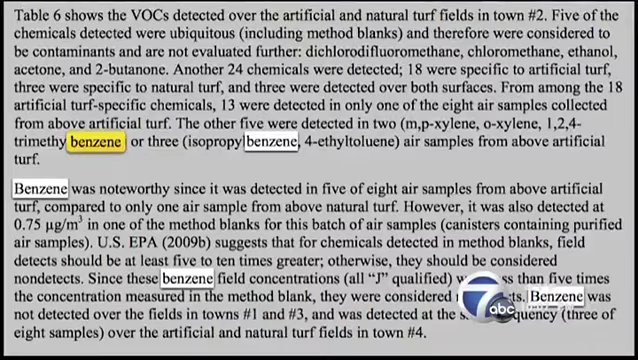 Table 6 shows the VOCs detected over the artificial and natural turf fields in town #2. Five of the
chemicals detected were ubiquitous (including method blanks) and therefore were considered to
be contaminants and are not evaluated further: dichlorodifluoromethane, chloromethane, ethanol,
acetone, and 2-butanone. Another 24 chemicals were detected; 18 were specific to artificial turf,
three were specific to natural turf, and three were detected over both surfaces. From among the 18
artificial turf-specific chemicals, 13 were detected in only one of the eight air samples collected
from above artificial turf. The other five were detected in two (m,p-xylene, o-xylene, 1,2,4-
trimethy benzene or three (isopropy benzene, 4-ethyltoluene) air samples from above artificial
turf.
Benzene was noteworthy since it was detected in five of eight air samples from above artificial
turf, compared to only one air sample from above natural turf. However, it was also detected at
0.75 µg/m³ in one of the method blanks for this batch of air samples (canisters containing purified
air samples). U.S. EPA (2009b) suggests that for chemicals detected in method blanks, field
detects should be at least five to ten times greater; otherwise, they should be considered
nondetects. Since these benzene field concentrations (all "J" qualified) than five times
the concentration measured in the method blank, they were considered Benzene was
not detected over the fields in towns #1 and #3, and was detected at the (three of
eight samples) over the artificial and natural turf fields in town #4.
7
abc